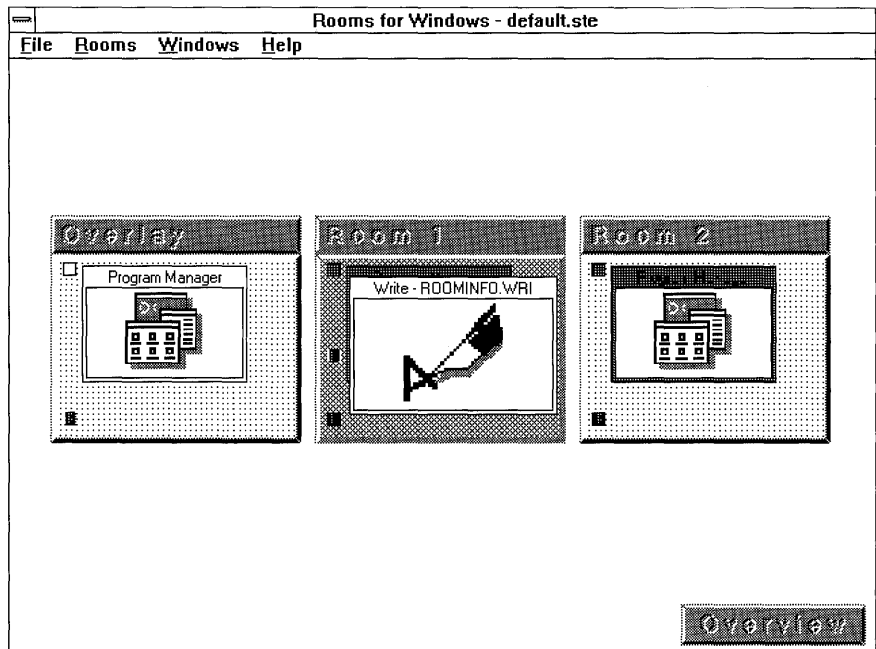 Rooms for Windows - default.ste
File Rooms Windows Help
Overlay
Room 1
Room 2
Program Manager
Write - ROOMINFO.WRI
Overview